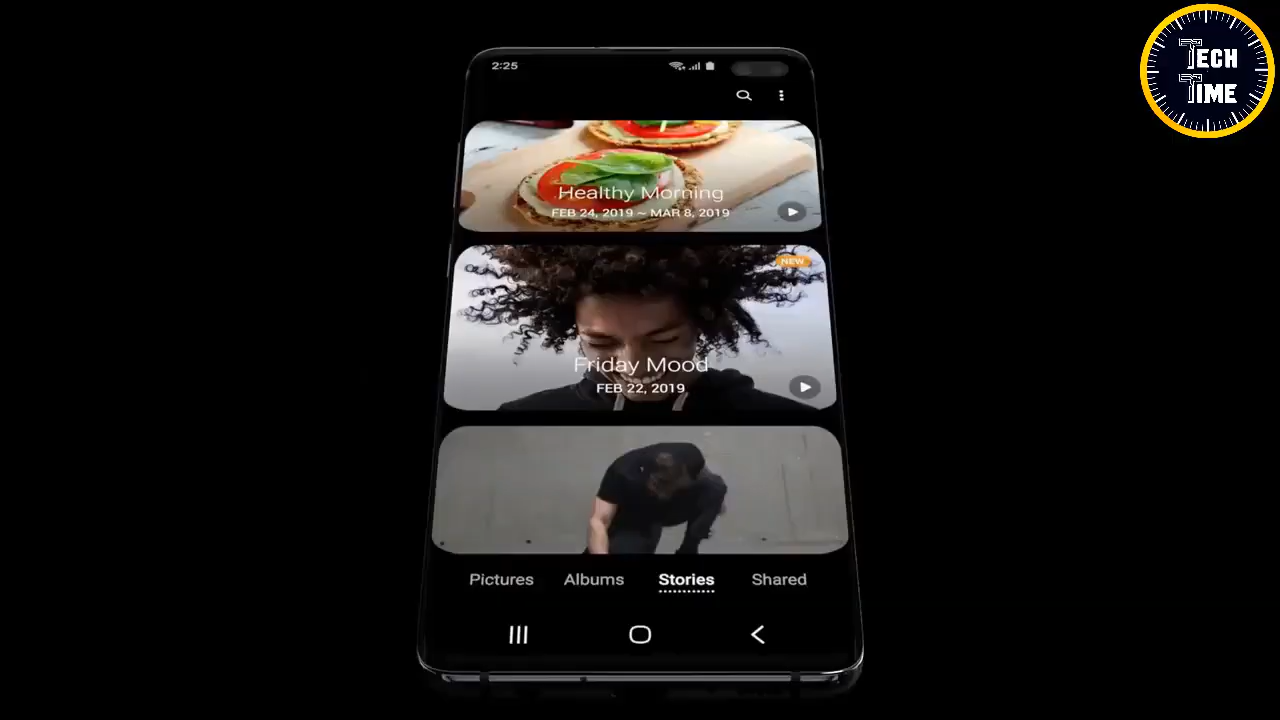 2:25
TECH
TIME
Healthy Morning
FEB 24, 2019 ~ MAR 8, 2019
NEW
Friday Mood
FEB 22, 2019
Pictures Albums Stories Shared